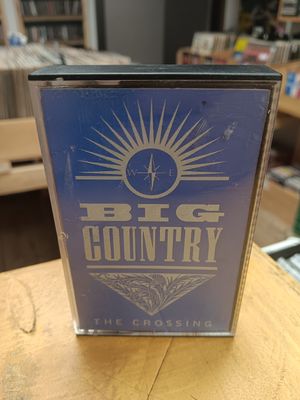 W E
BIG
COUNTRY
THE CROSSING